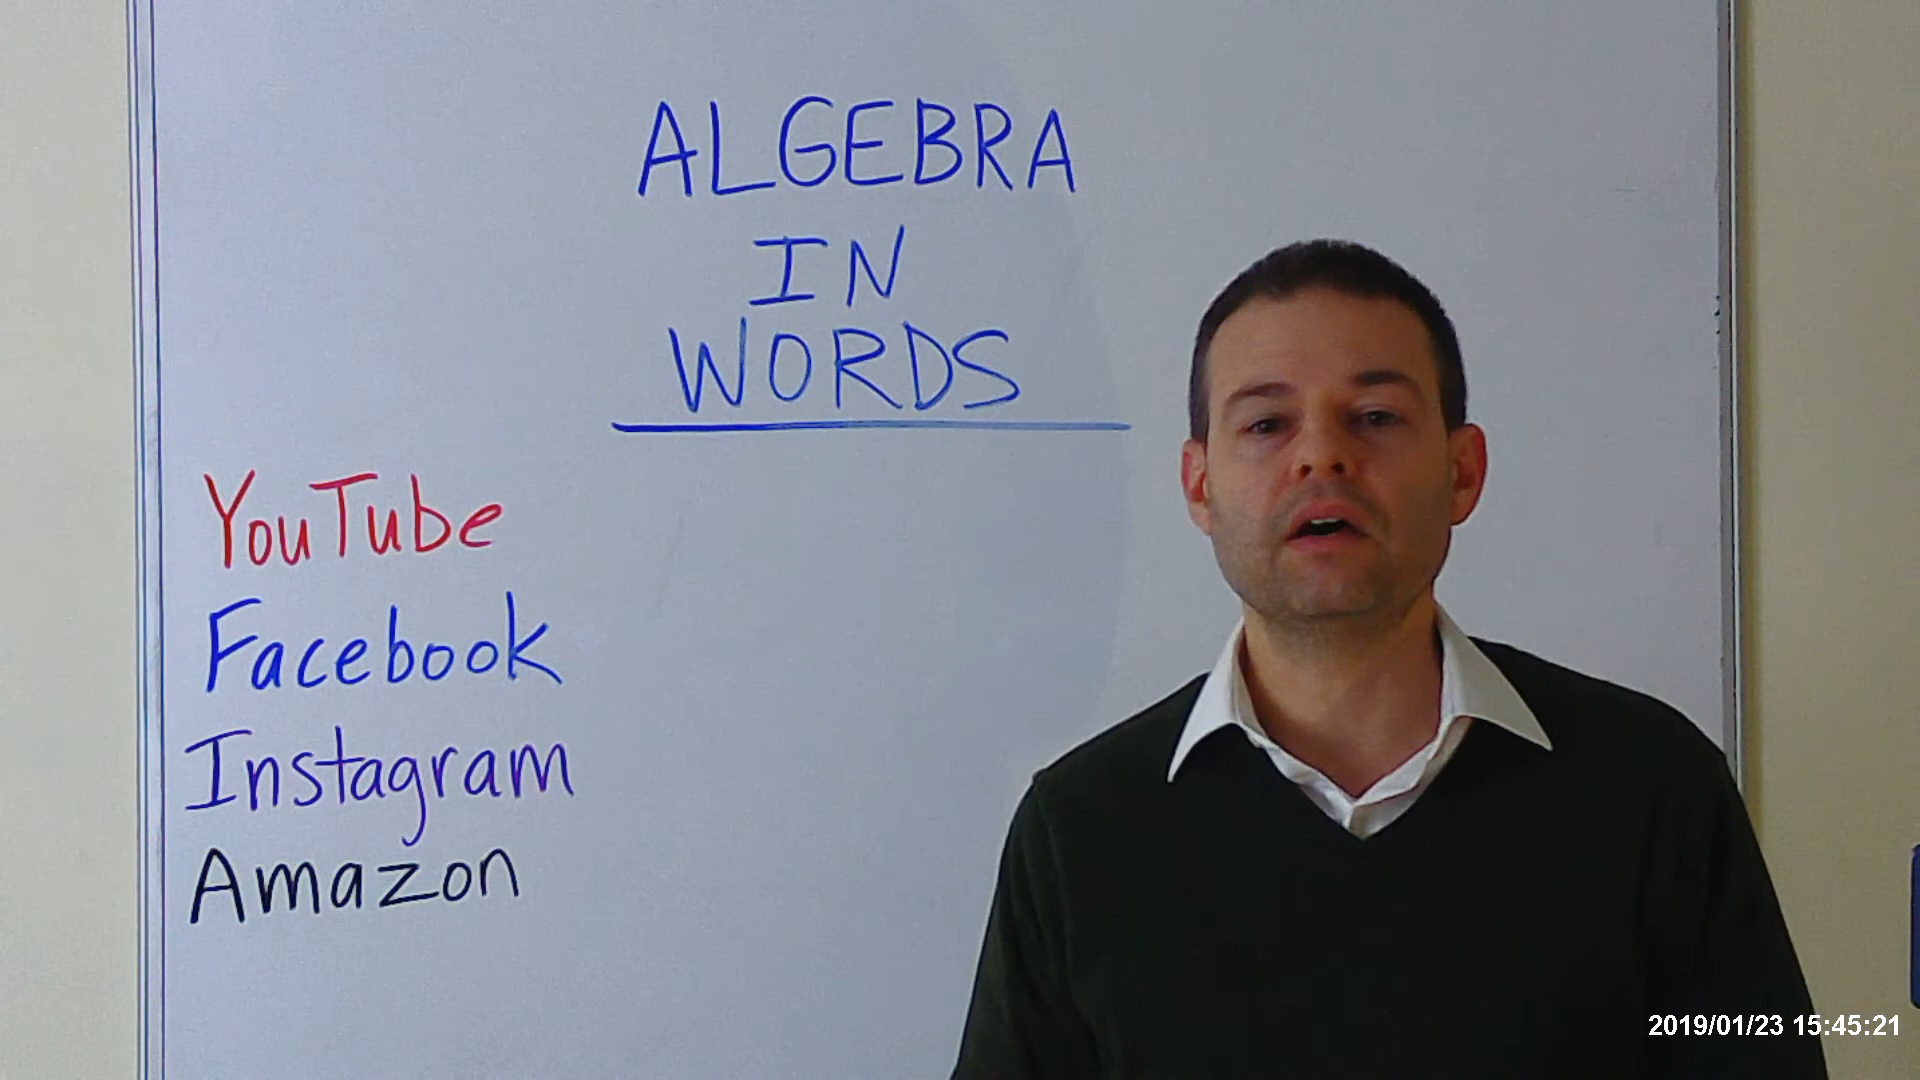 ALGEBRA
IN
WORDS
YouTube
Facebook
Instagram
Amazon
2019/01/23 15:45:21